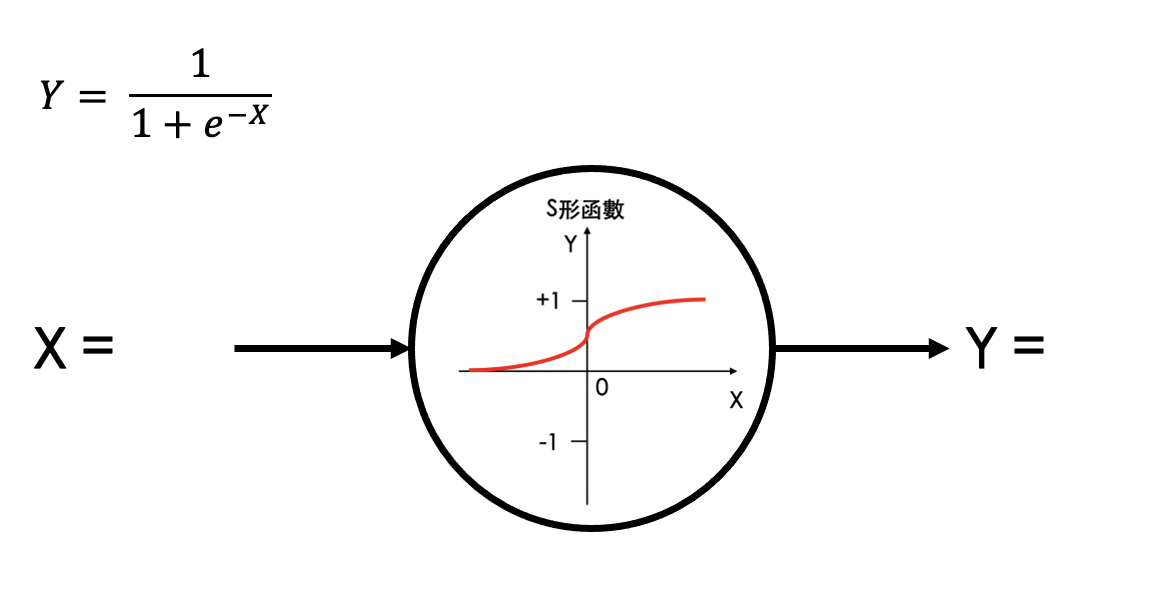 Y = 1 / (1 + e^{-X})
S形函數
Y
+1
X =
Y =
0
X
-1